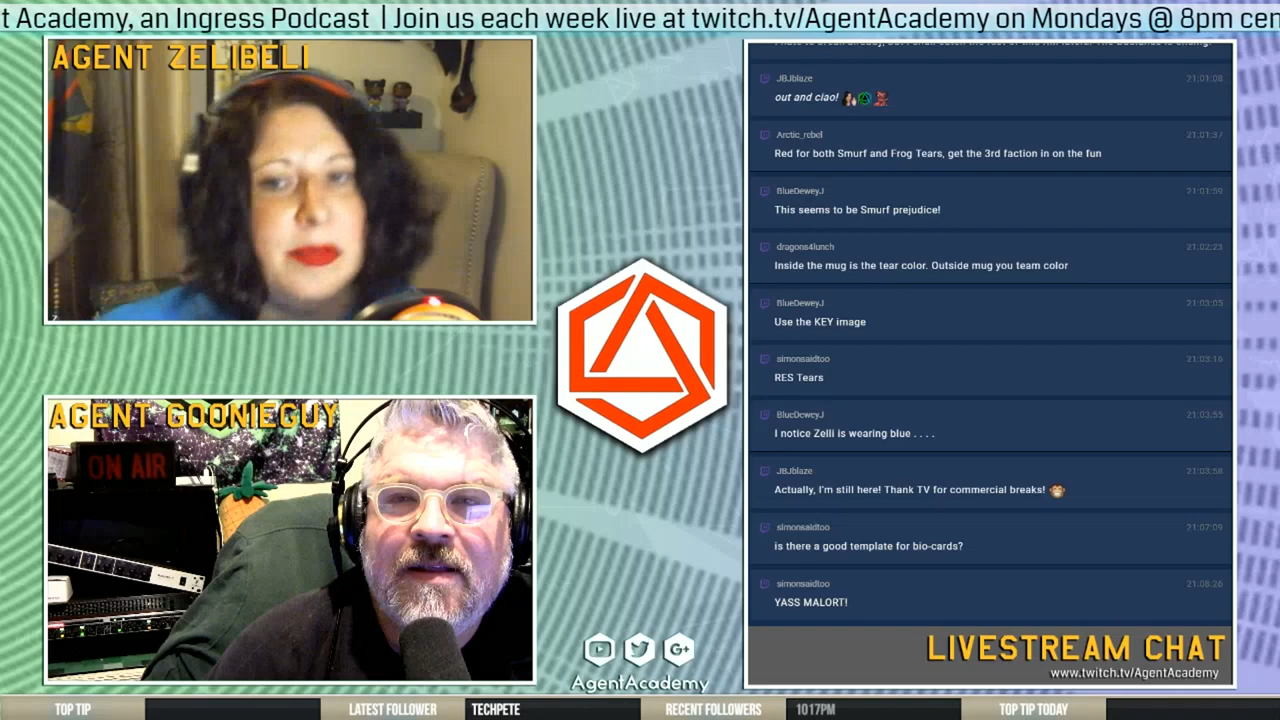 t Academy, an Ingress Podcast | Join us each week live at twitch.tv/AgentAcademy on Mondays @ 8pm cen
AGENT ZELIBELI
AGENT GOONIEGUY
ON AIR
JBJblaze 21:01:08
out and ciao!
Arctic_rebel 21:01:37
Red for both Smurf and Frog Tears, get the 3rd faction in on the fun
BlueDeweyJ 21:01:59
This seems to be Smurf prejudice!
dragons4lunch 21:02:23
Inside the mug is the tear color. Outside mug you team color
BlueDeweyJ 21:03:05
Use the KEY image
simonsaidtoo 21:03:16
RES Tears
BlueDeweyJ 21:03:55
I notice Zelli is wearing blue . . . .
JBJblaze 21:03:58
Actually, I'm still here! Thank TV for commercial breaks!
simonsaidtoo 21:07:09
is there a good template for bio-cards?
simonsaidtoo 21:08:26
YASS MALORT!
LIVESTREAM CHAT
www.twitch.tv/AgentAcademy
G+
AgentAcademy
TOP TIP
LATEST FOLLOWER
TECHPETE
RECENT FOLLOWERS
1017PM
TOP TIP TODAY